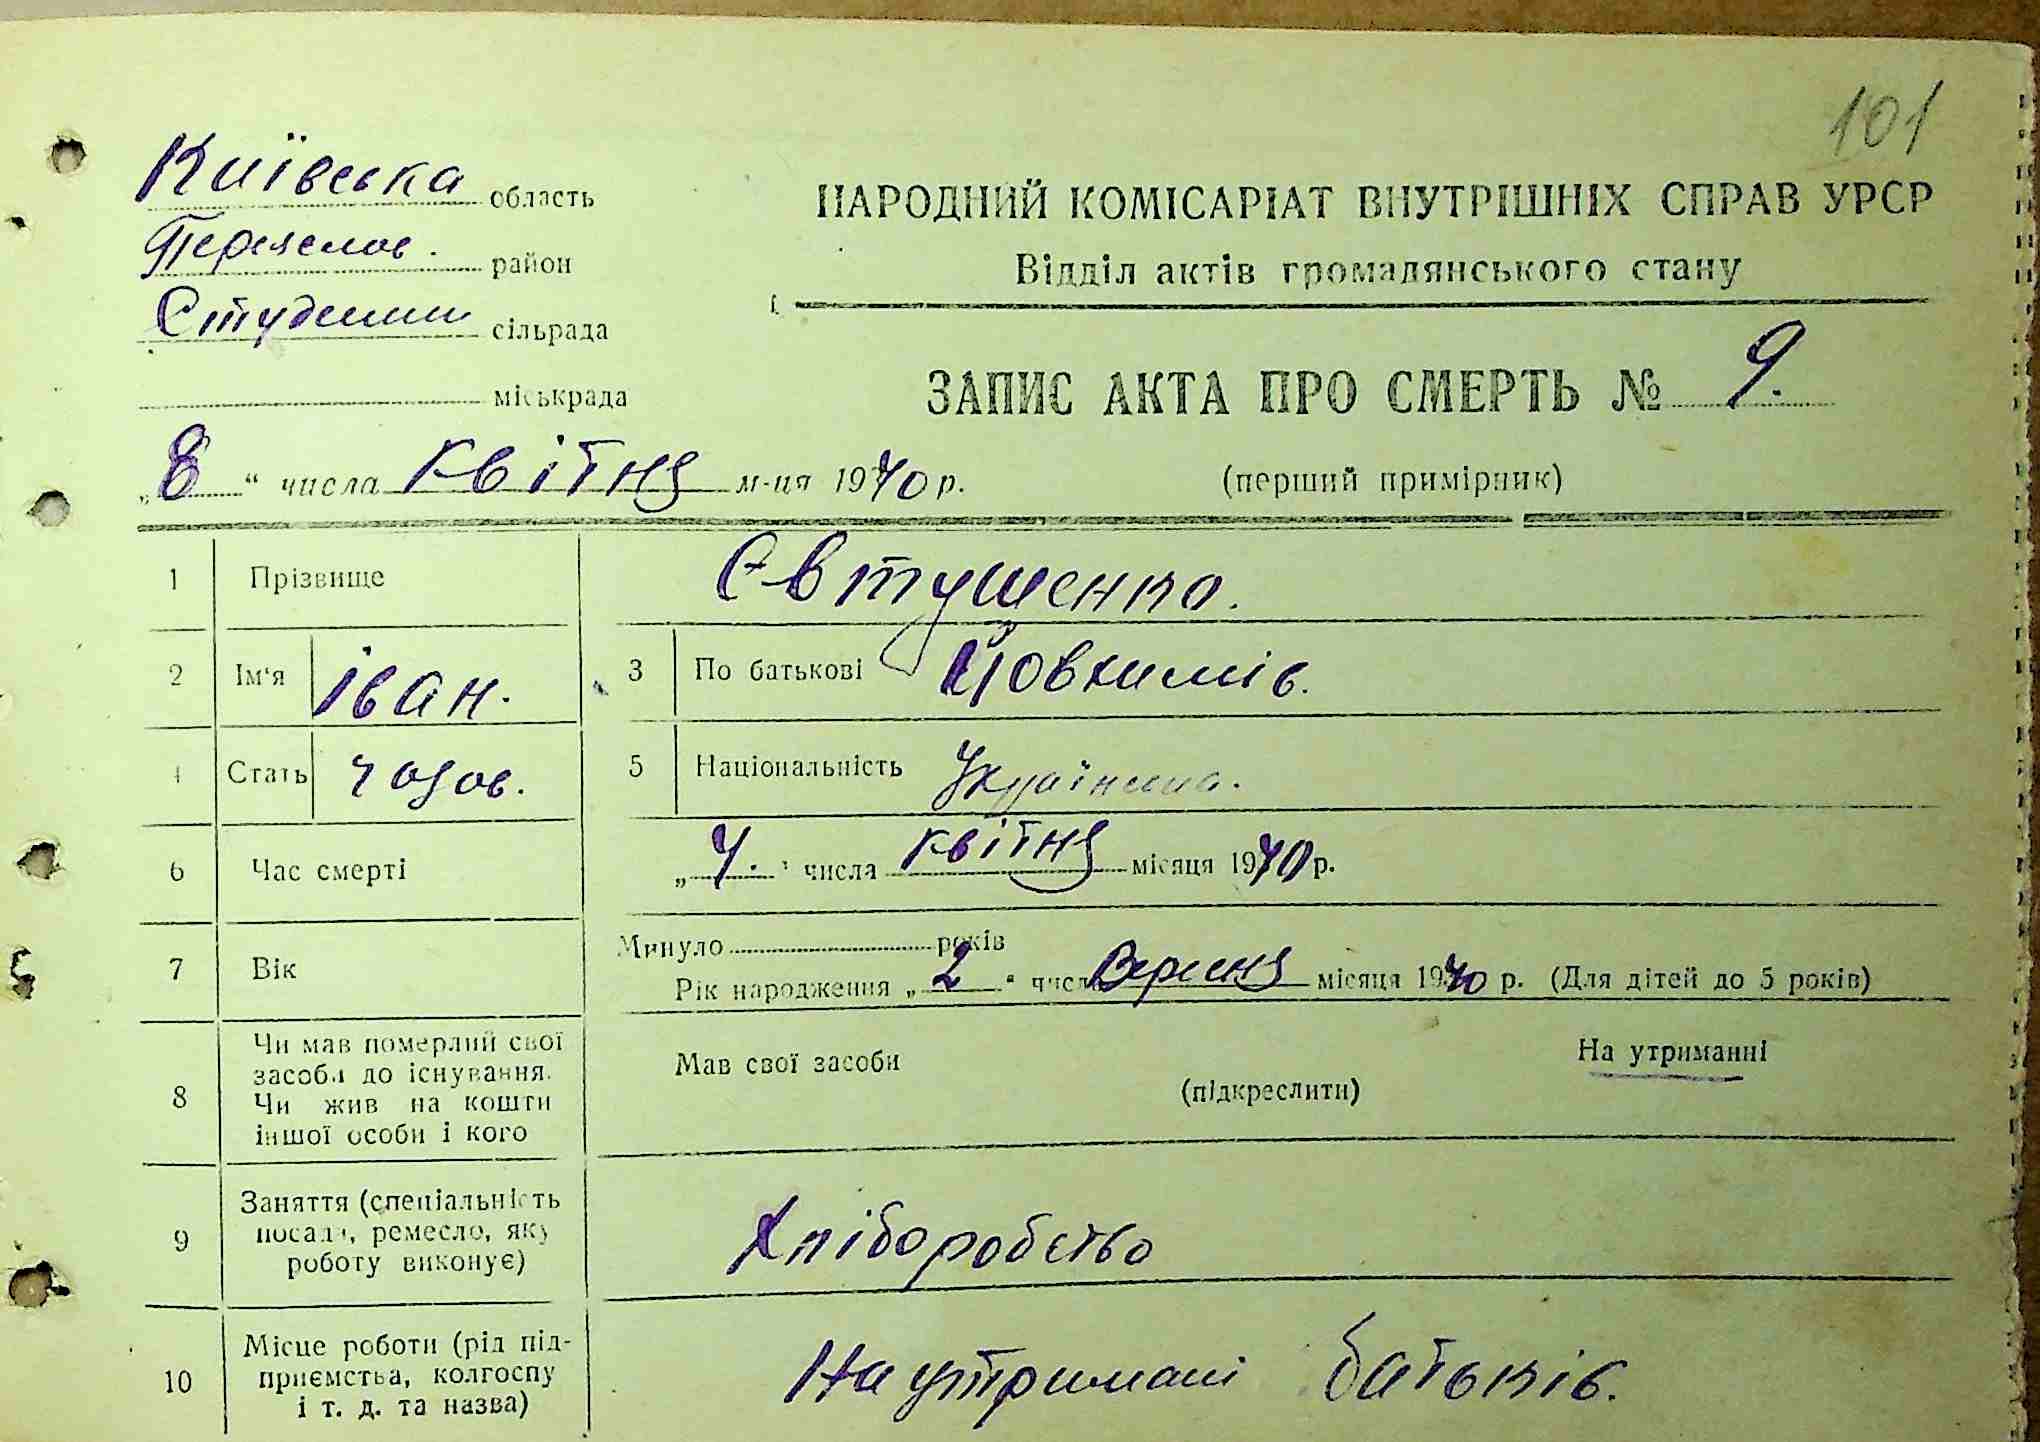 101
Київська область
Переяслов. район
Студенки сільрада
міськрада
НАРОДНИЙ КОМІСАРІАТ ВНУТРІШНІХ СПРАВ УРСР
Відділ актів громадянського стану
ЗАПИС АКТА ПРО СМЕРТЬ № 9.
(перший примірник)
„8“ числа квітня м-ця 1940 р.
1 Прізвище Євтушенко.
2 Ім'я Іван. 3 По батькові Йовхимів.
4 Стать чолов. 5 Національність Українець.
6 Час смерті „7.“ числа квітня місяця 1940 р.
7 Вік Минуло років
Рік народження „2“ числа Вересня місяця 1940 р. (Для дітей до 5 років)
8 Чи мав померлий свої засоби до існування. Чи жив на кошти іншої особи і кого
Мав свої засоби (підкреслити) На утриманні
9 Заняття (спеціальність посада, ремесло, яку роботу виконує) Хліборобство
10 Місце роботи (рід підприємства, колгоспу і т. д. та назва) На утримані батьків.